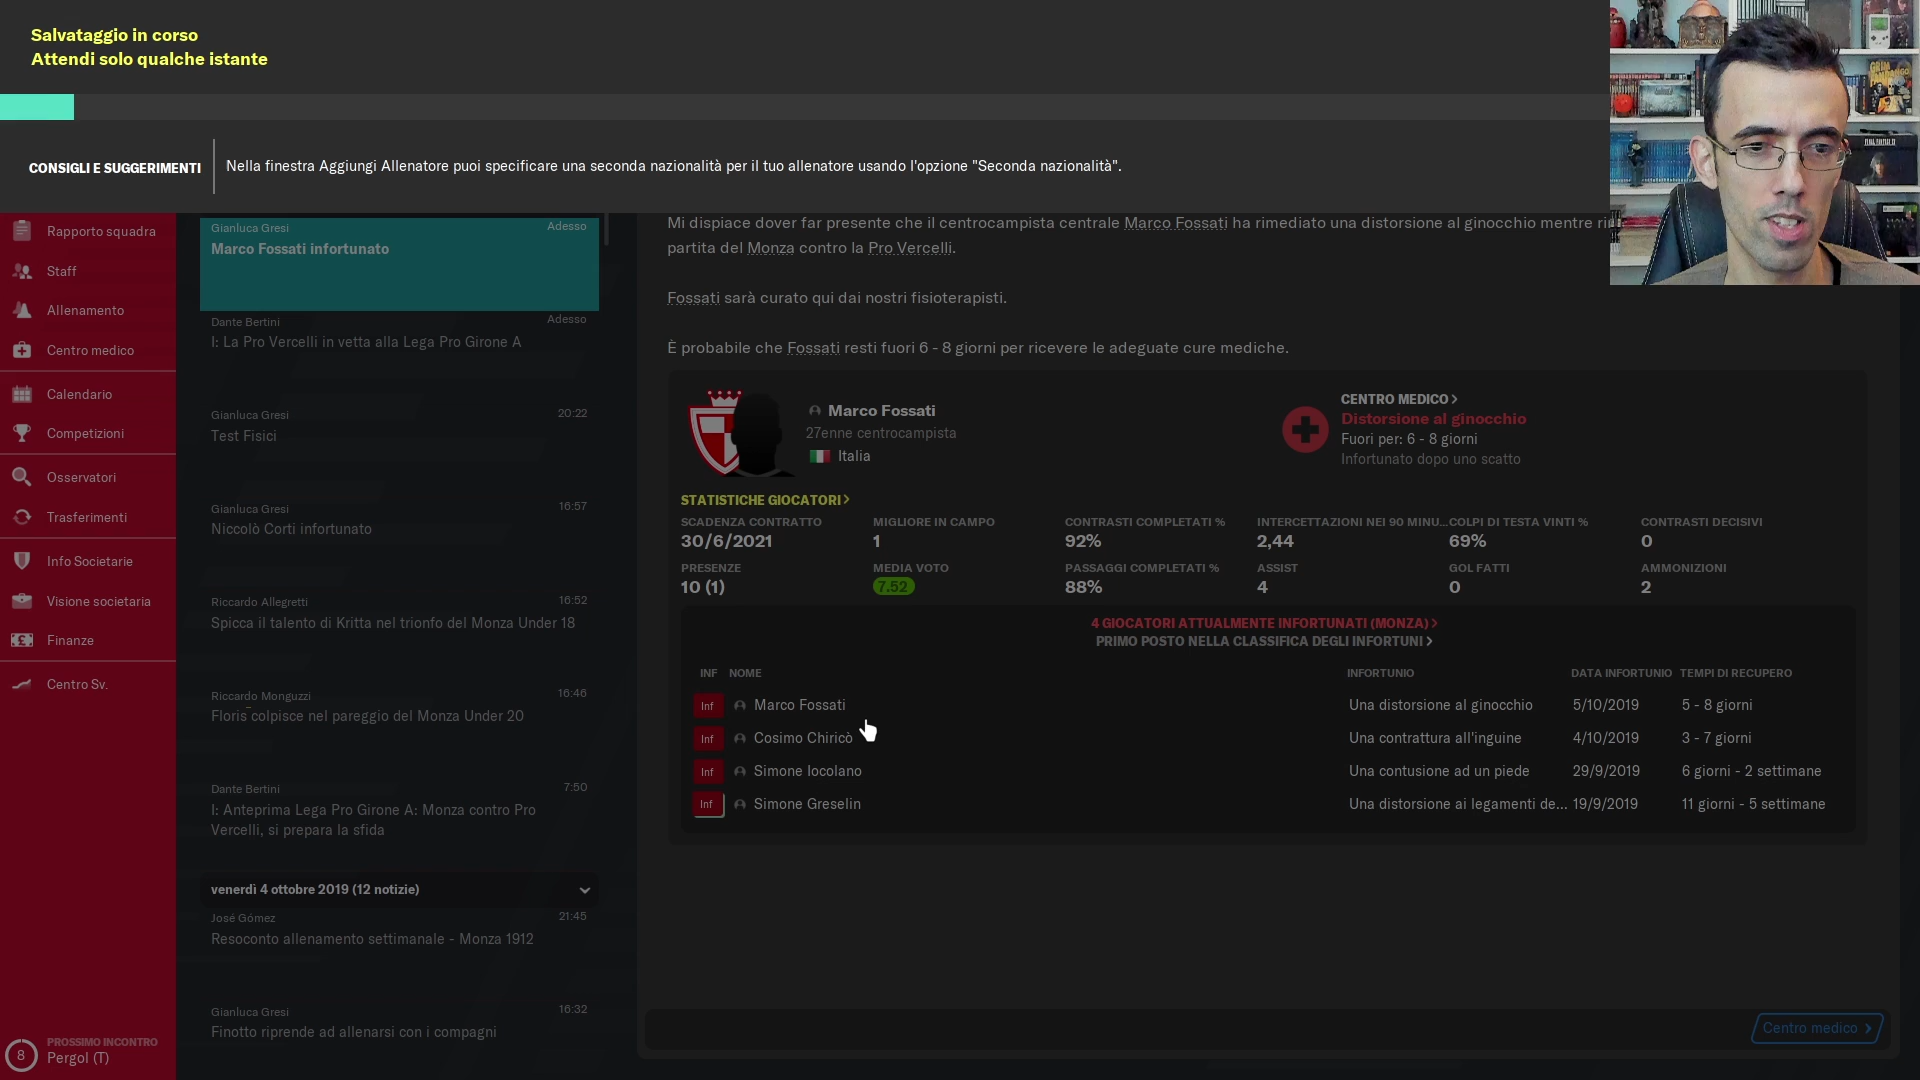 Salvataggio in corso
Attendi solo qualche istante
CONSIGLI E SUGGERIMENTI
Nella finestra Aggiungi Allenatore puoi specificare una seconda nazionalità per il tuo allenatore usando l'opzione "Seconda nazionalità".
Rapporto squadra
Staff
Allenamento
Centro medico
Calendario
Competizioni
Osservatori
Trasferimenti
Info Societarie
Visione societaria
Finanze
Centro Sv.
8
PROSSIMO INCONTRO
Pergol (T)
Gianluca Gresi Adesso
Marco Fossati infortunato
Dante Bertini Adesso
I: La Pro Vercelli in vetta alla Lega Pro Girone A
Gianluca Gresi 20:22
Test Fisici
Gianluca Gresi 16:57
Niccolò Corti infortunato
Riccardo Allegretti 16:52
Spicca il talento di Kritta nel trionfo del Monza Under 18
Riccardo Monguzzi 16:46
Floris colpisce nel pareggio del Monza Under 20
Dante Bertini 7:50
I: Anteprima Lega Pro Girone A: Monza contro Pro
Vercelli, si prepara la sfida
venerdì 4 ottobre 2019 (12 notizie)
José Gómez 21:45
Resoconto allenamento settimanale - Monza 1912
Gianluca Gresi 16:32
Finotto riprende ad allenarsi con i compagni
Mi dispiace dover far presente che il centrocampista centrale Marco Fossati ha rimediato una distorsione al ginocchio mentre
partita del Monza contro la Pro Vercelli.
Fossati sarà curato qui dai nostri fisioterapisti.
È probabile che Fossati resti fuori 6 - 8 giorni per ricevere le adeguate cure mediche.
Marco Fossati
27enne centrocampista
Italia
CENTRO MEDICO >
Distorsione al ginocchio
Fuori per: 6 - 8 giorni
Infortunato dopo uno scatto
STATISTICHE GIOCATORI >
SCADENZA CONTRATTO MIGLIORE IN CAMPO CONTRASTI COMPLETATI % INTERCETTAZIONI NEI 90 MINU... COLPI DI TESTA VINTI % CONTRASTI DECISIVI
30/6/2021 1 92% 2,44 69% 0
PRESENZE MEDIA VOTO PASSAGGI COMPLETATI % ASSIST GOL FATTI AMMONIZIONI
10 (1) 7.52 88% 4 0 2
4 GIOCATORI ATTUALMENTE INFORTUNATI (MONZA) >
PRIMO POSTO NELLA CLASSIFICA DEGLI INFORTUNI >
INF NOME INFORTUNIO DATA INFORTUNIO TEMPI DI RECUPERO
Inf Marco Fossati Una distorsione al ginocchio 5/10/2019 5 - 8 giorni
Inf Cosimo Chiricò Una contrattura all'inguine 4/10/2019 3 - 7 giorni
Inf Simone Iocolano Una contusione ad un piede 29/9/2019 6 giorni - 2 settimane
Inf Simone Greselin Una distorsione ai legamenti de... 19/9/2019 11 giorni - 5 settimane
Centro medico >